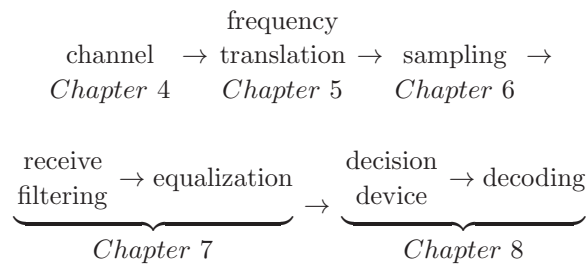 frequency
channel → translation → sampling →
Chapter 4 Chapter 5 Chapter 6
receive decision
filtering → equalization → device → decoding
Chapter 7 Chapter 8